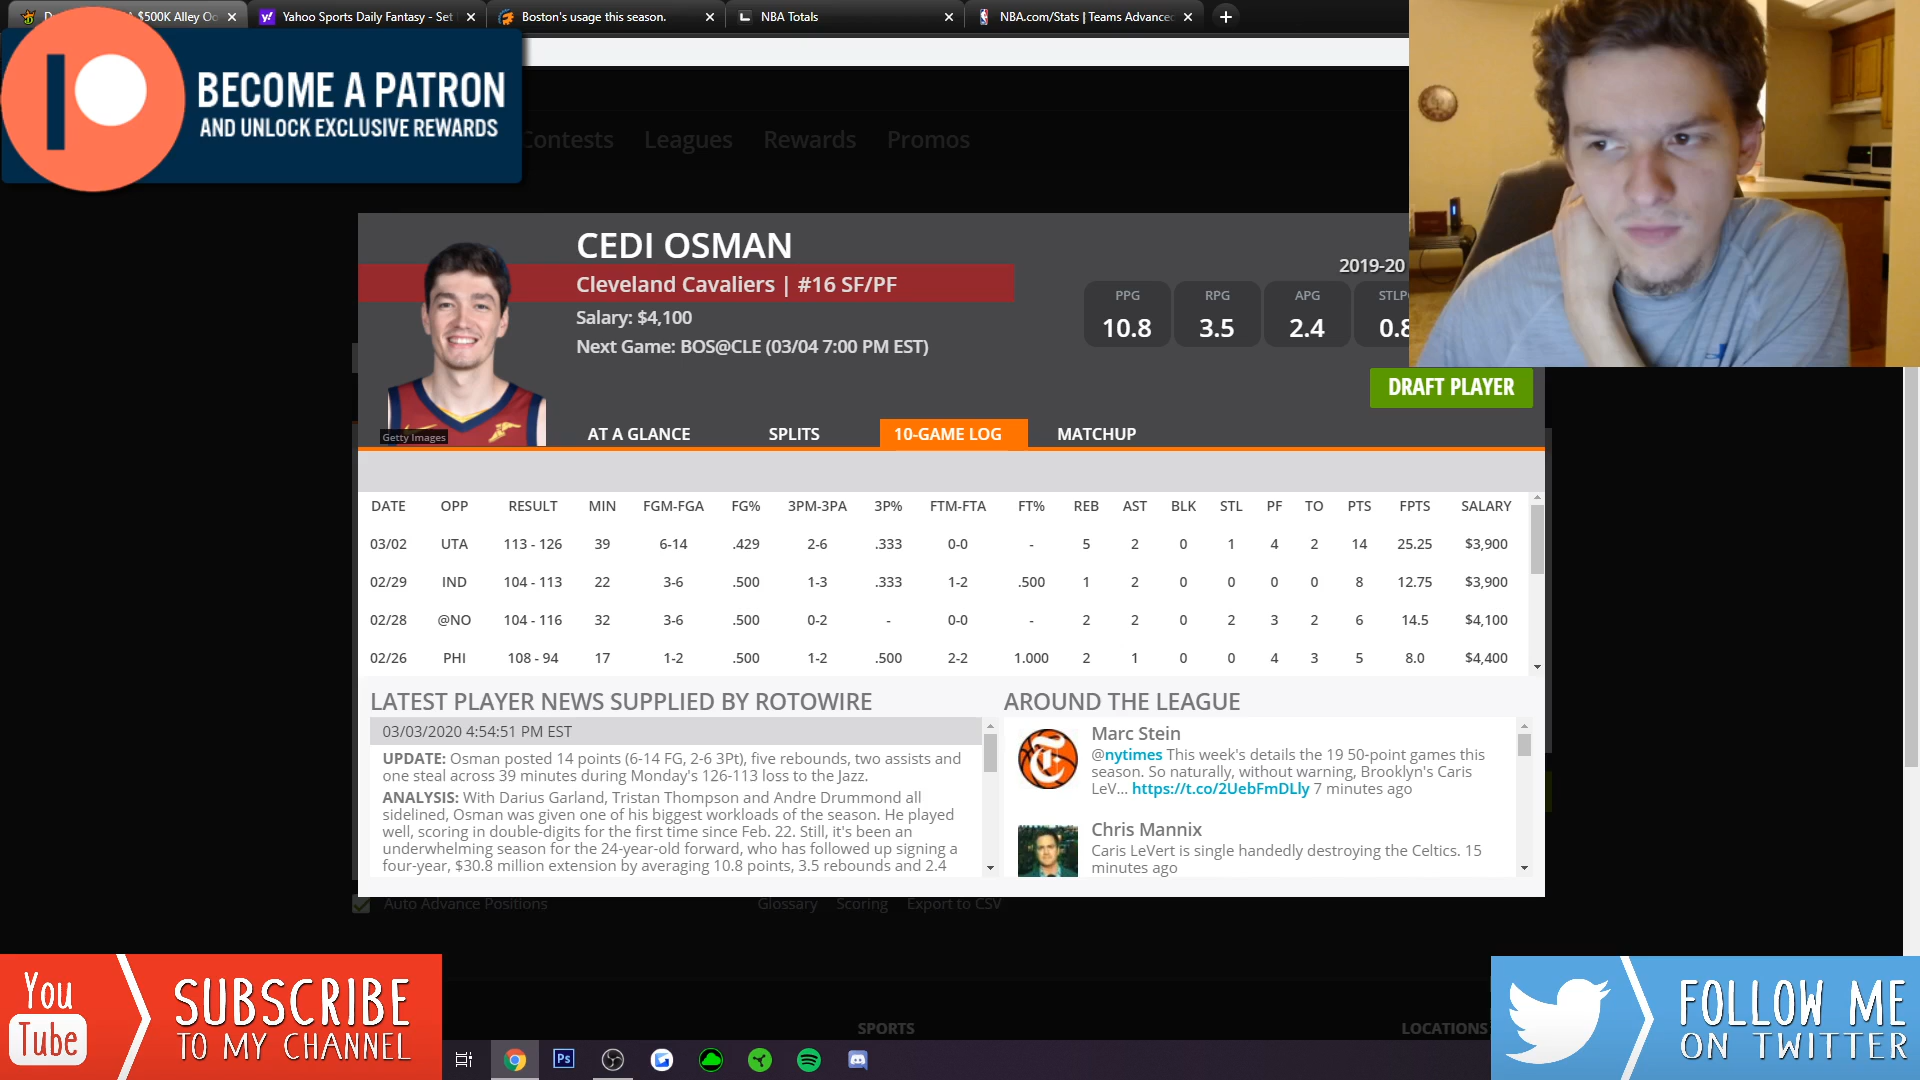 $500K Alley Oo
Yahoo Sports Daily Fantasy - Set
Boston's usage this season.
NBA Totals
NBA.com/Stats | Teams Advanced
BECOME A PATRON
AND UNLOCK EXCLUSIVE REWARDS
Contests Leagues Rewards Promos
CEDI OSMAN
Cleveland Cavaliers | #16 SF/PF
Salary: $4,100
Next Game: BOS@CLE (03/04 7:00 PM EST)
2019-20
PPG RPG APG STLP
10.8 3.5 2.4 0.8
DRAFT PLAYER
Getty Images
AT A GLANCE SPLITS 10-GAME LOG MATCHUP
DATE OPP RESULT MIN FGM-FGA FG% 3PM-3PA 3P% FTM-FTA FT% REB AST BLK STL PF TO PTS FPTS SALARY
03/02 UTA 113 - 126 39 6-14 .429 2-6 .333 0-0 - 5 2 0 1 4 2 14 25.25 $3,900
02/29 IND 104 - 113 22 3-6 .500 1-3 .333 1-2 .500 1 2 0 0 0 0 8 12.75 $3,900
02/28 @NO 104 - 116 32 3-6 .500 0-2 - 0-0 - 2 2 0 2 3 2 6 14.5 $4,100
02/26 PHI 108 - 94 17 1-2 .500 1-2 .500 2-2 1.000 2 1 0 0 4 3 5 8.0 $4,400
LATEST PLAYER NEWS SUPPLIED BY ROTOWIRE
03/03/2020 4:54:51 PM EST
UPDATE: Osman posted 14 points (6-14 FG, 2-6 3Pt), five rebounds, two assists and
one steal across 39 minutes during Monday's 126-113 loss to the Jazz.
ANALYSIS: With Darius Garland, Tristan Thompson and Andre Drummond all
sidelined, Osman was given one of his biggest workloads of the season. He played
well, scoring in double-digits for the first time since Feb. 22. Still, it's been an
underwhelming season for the 24-year-old forward, who has followed up signing a
four-year, $30.8 million extension by averaging 10.8 points, 3.5 rebounds and 2.4
AROUND THE LEAGUE
Marc Stein
@nytimes This week's details the 19 50-point games this
season. So naturally, without warning, Brooklyn's Caris
LeV... https://t.co/2UebFmDLly 7 minutes ago
Chris Mannix
Caris LeVert is single handedly destroying the Celtics. 15
minutes ago
Auto Advance Positions
Glossary Scoring Export to CSV
SPORTS
LOCATIONS
You
Tube
SUBSCRIBE
TO MY CHANNEL
Ps
FOLLOW ME
ON TWITTER